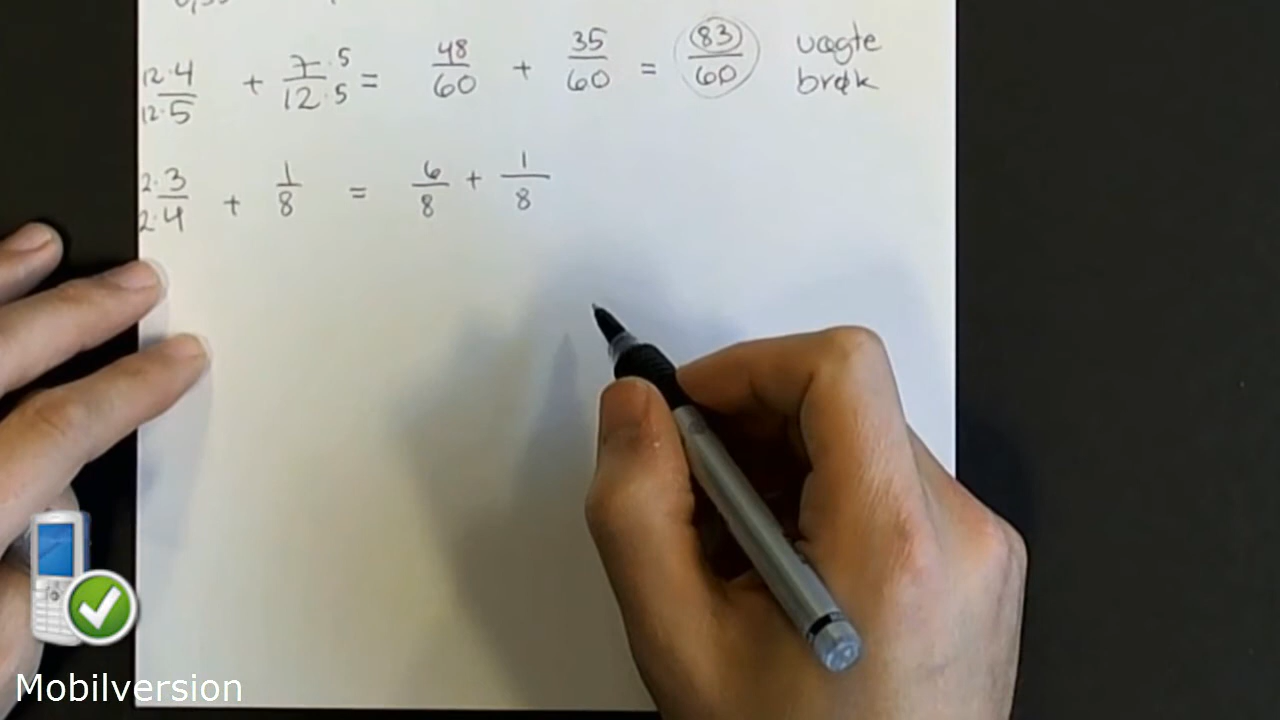 12·4/12·5 + 7·5/12·5 = 48/60 + 35/60 = 83/60 uægte brøk
2·3/2·4 + 1/8 = 6/8 + 1/8
Mobilversion